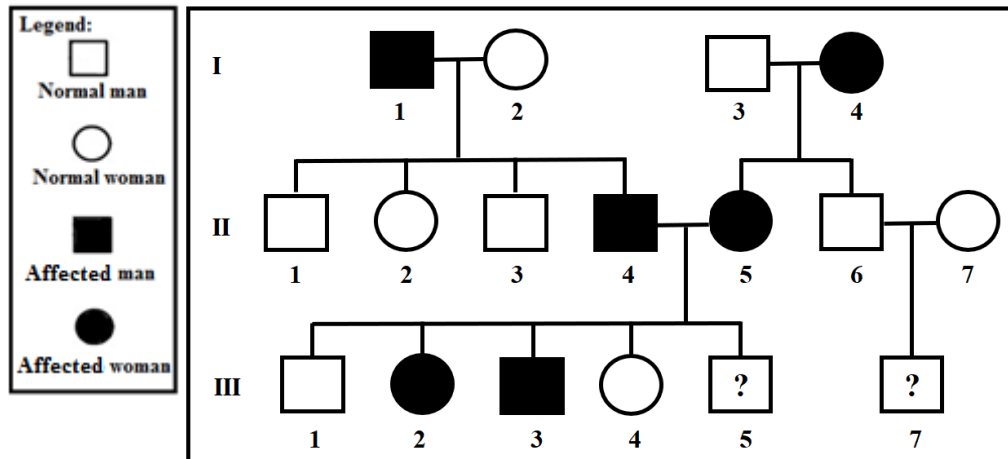 Legend:
Normal man
Normal woman
Affected man
Affected woman
I
1 2 3 4
II
1 2 3 4 5 6 7
III
? ?
1 2 3 4 5 7